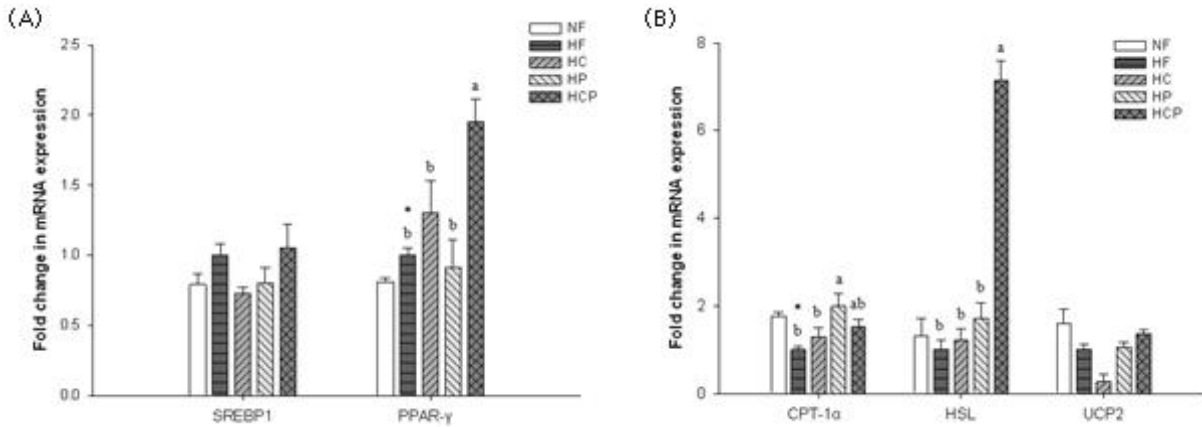 (A)
NF
HF
HC
HP
HCP
2.5
2.0
1.5
1.0
0.5
0.0
Fold change in mRNA expression
a
b
*
b
b
SREBP1 PPAR-γ
(B)
NF
HF
HC
HP
HCP
8
6
4
2
0
Fold change in mRNA expression
a
a
*
b b ab
b b b
CPT-1α HSL UCP2